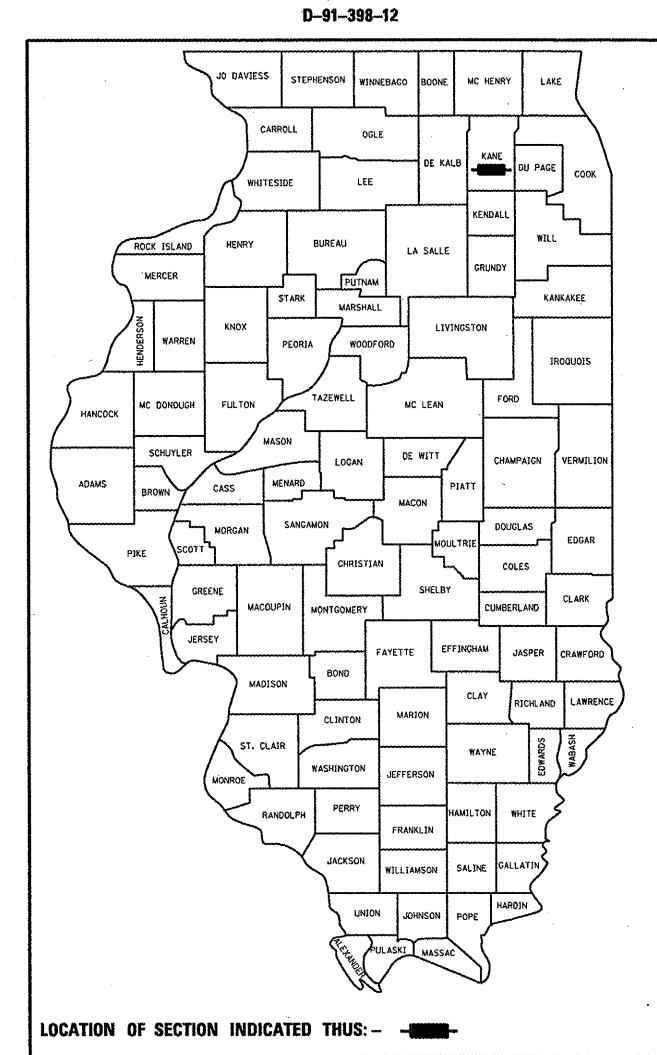 D-91-398-12
JO DAVIESS STEPHENSON WINNEBAGO BOONE MC HENRY LAKE
CARROLL OGLE DE KALB KANE DU PAGE COOK
WHITESIDE LEE
KENDALL
ROCK ISLAND HENRY BUREAU LA SALLE GRUNDY WILL
MERCER PUTNAM
STARK MARSHALL KANKAKEE
HENDERSON WARREN KNOX PEORIA WOODFORD LIVINGSTON IROQUOIS
HANCOCK MC DONOUGH FULTON TAZEWELL MC LEAN FORD
MASON
SCHUYLER LOGAN DE WITT CHAMPAIGN VERMILION
ADAMS BROWN CASS MENARD MACON PIATT
MORGAN SANGAMON DOUGLAS EDGAR
PIKE SCOTT CHRISTIAN MOULTRIE COLES
CALHOUN GREENE MACOUPIN MONTGOMERY SHELBY CUMBERLAND CLARK
JERSEY
FAYETTE EFFINGHAM JASPER CRAWFORD
MADISON BOND CLAY RICHLAND LAWRENCE
CLINTON MARION
ST. CLAIR WAYNE EDWARDS WABASH
MONROE WASHINGTON JEFFERSON
RANDOLPH PERRY HAMILTON WHITE
FRANKLIN
JACKSON WILLIAMSON SALINE GALLATIN
UNION JOHNSON POPE HARDIN
ALEXANDER PULASKI MASSAC
LOCATION OF SECTION INDICATED THUS: -